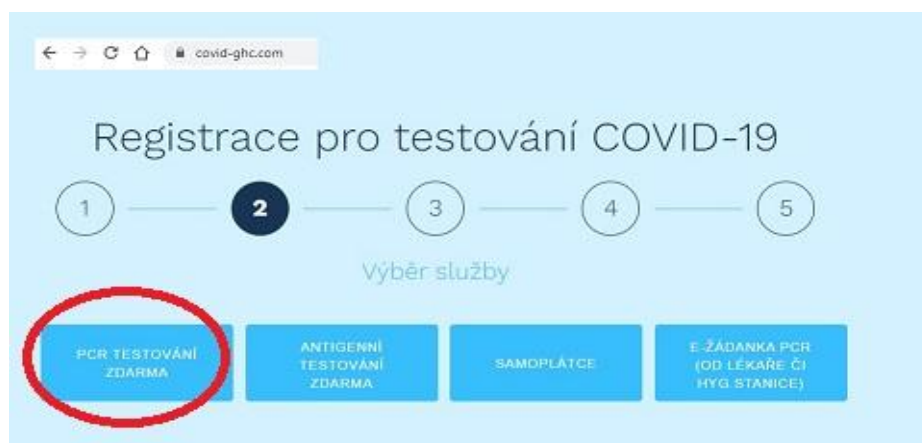 covid-ghc.com
Registrace pro testování COVID-19
1 2 3 4 5
Výběr služby
PCR TESTOVÁNÍ
ZDARMA
ANTIGENNÍ
TESTOVÁNÍ
ZDARMA
SAMOPLÁTCE
E-ŽÁDANKA PCR
(OD LÉKAŘE ČI
HYG.STANICE)